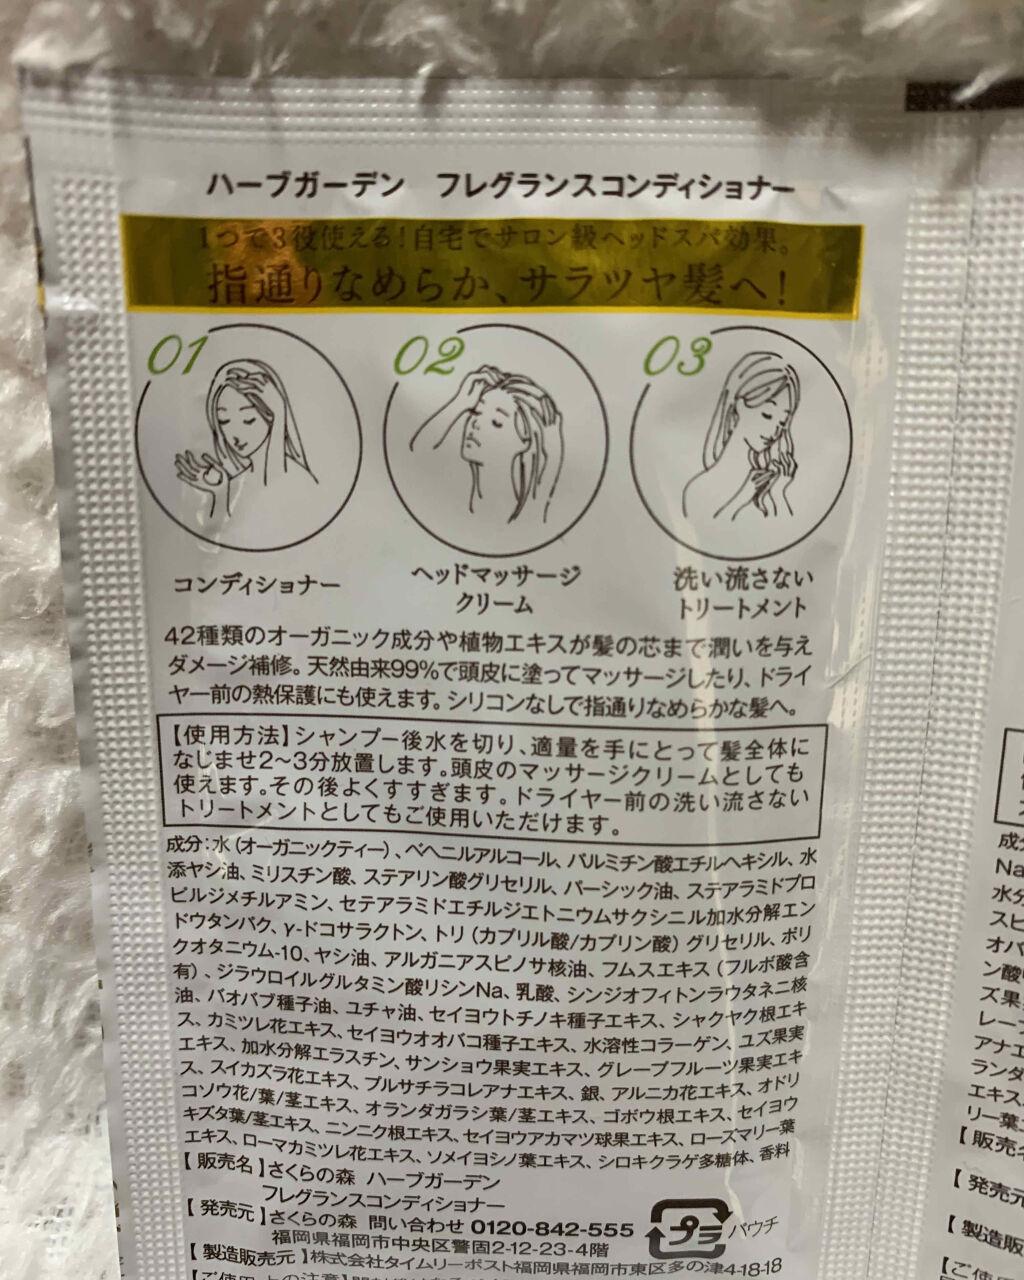 ハーブガーデン フレグランスコンディショナー
1つで3役使える!自宅でサロン級ヘッドスパ効果。
指通りなめらか、サラツヤ髪へ!
01
02
03
コンディショナー
ヘッドマッサージ
クリーム
洗い流さない
トリートメント
42種類のオーガニック成分や植物エキスが髪の芯まで潤いを与え
ダメージ補修。天然由来99%で頭皮に塗ってマッサージしたり、ドライ
ヤー前の熱保護にも使えます。シリコンなしで指通りなめらかな髪へ。
【使用方法】シャンプー後水を切り、適量を手にとって髪全体に
なじませ2〜3分放置します。頭皮のマッサージクリームとしても
使えます。その後よくすすぎます。ドライヤー前の洗い流さない
トリートメントとしてもご使用いただけます。
成分:水(オーガニックティー)、ベヘニルアルコール、パルミチン酸エチルヘキシル、水
添ヤシ油、ミリスチン酸、ステアリン酸グリセリル、パーシック油、ステアラミドプロ
ピルジメチルアミン、セテアラミドエチルジエトニウムサクシニル加水分解エン
ドウタンパク、γ-ドコサラクトン、トリ(カプリル酸/カプリン酸)グリセリル、ポリ
クオタニウム-10、ヤシ油、アルガニアスピノサ核油、フムスエキス(フルボ酸含
有)、ジラウロイルグルタミン酸リシンNa、乳酸、シンジオフィトンラウタネニ核
油、バオバブ種子油、ユチャ油、セイヨウトチノキ種子エキス、シャクヤク根エキ
ス、カミツレ花エキス、セイヨウオオバコ種子エキス、水溶性コラーゲン、ユズ果実
エキス、加水分解エラスチン、サンショウ果実エキス、グレープフルーツ果実エキ
ス、スイカズラ花エキス、プルサチラコレアナエキス、銀、アルニカ花エキス、オドリ
コソウ花/葉/茎エキス、オランダガラシ葉/茎エキス、ゴボウ根エキス、セイヨウ
キズタ葉/茎エキス、ニンニク根エキス、セイヨウアカマツ球果エキス、ローズマリー葉
エキス、ローマカミツレ花エキス、ソメイヨシノ葉エキス、シロキクラゲ多糖体、香料
【販売名】さくらの森 ハーブガーデン
フレグランスコンディショナー
【発売元】さくらの森 問い合わせ 0120-842-555
福岡県福岡市中央区警固2-12-23-4階
プラ パウチ
【製造販売元】株式会社タイムリーポスト福岡県福岡市東区多の津4-18-18
成分
Na
水分
スピ
オバ
ン酸
ズ果
レー
アナエ
ランダ
エキス
リー葉
【販売名
【発売元
【製造販
【ご使